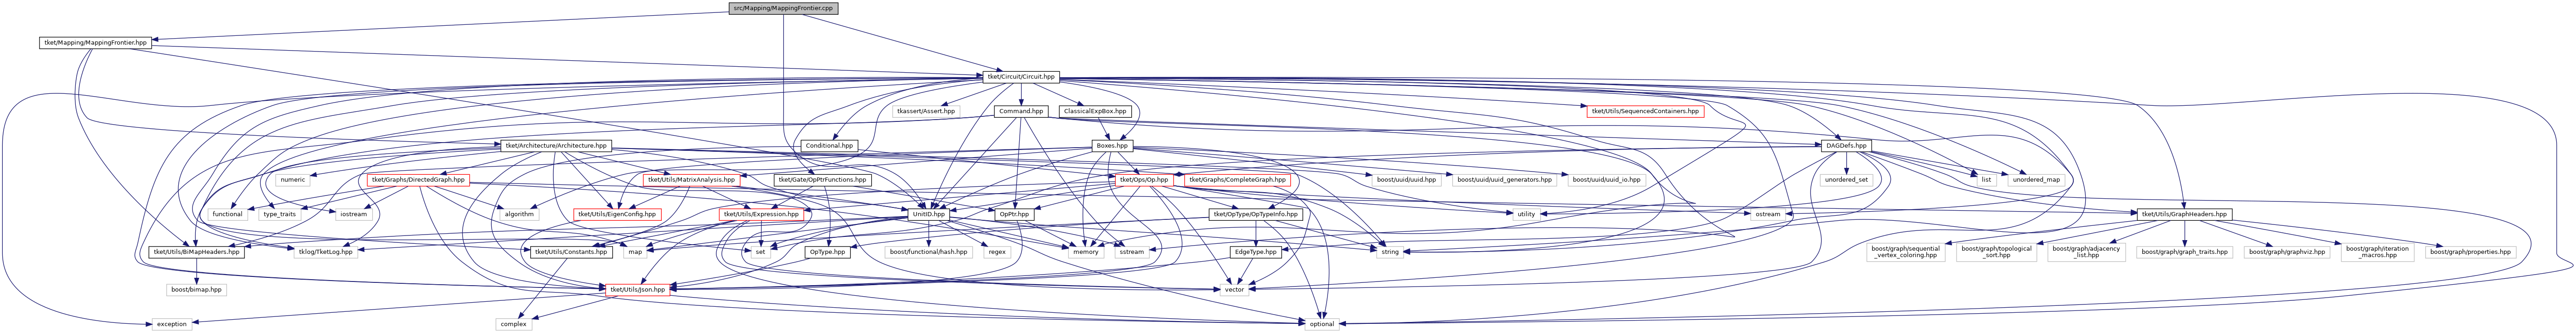 src/Mapping/MappingFrontier.cpp
tket/Mapping/MappingFrontier.hpp
tket/Circuit/Circuit.hpp
tkassert/Assert.hpp
Command.hpp
ClassicalExpBox.hpp
tket/Utils/SequencedContainers.hpp
tket/Architecture/Architecture.hpp
Conditional.hpp
Boxes.hpp
DAGDefs.hpp
numeric
tket/Graphs/DirectedGraph.hpp
tket/Utils/MatrixAnalysis.hpp
tket/Gate/OpPtrFunctions.hpp
tket/Ops/Op.hpp
tket/Graphs/CompleteGraph.hpp
boost/uuid/uuid.hpp
boost/uuid/uuid_generators.hpp
boost/uuid/uuid_io.hpp
unordered_set
list
unordered_map
functional
type_traits
iostream
algorithm
tket/Utils/EigenConfig.hpp
tket/Utils/Expression.hpp
UnitID.hpp
OpPtr.hpp
tket/OpType/OpTypeInfo.hpp
utility
ostream
tket/Utils/GraphHeaders.hpp
tket/Utils/BiMapHeaders.hpp
tklog/TketLog.hpp
tket/Utils/Constants.hpp
map
set
OpType.hpp
boost/functional/hash.hpp
regex
memory
sstream
EdgeType.hpp
string
boost/graph/sequential
_vertex_coloring.hpp
boost/graph/topological
_sort.hpp
boost/graph/adjacency
_list.hpp
boost/graph/graph_traits.hpp
boost/graph/graphviz.hpp
boost/graph/iteration
_macros.hpp
boost/graph/properties.hpp
boost/bimap.hpp
tket/Utils/Json.hpp
vector
exception
complex
optional